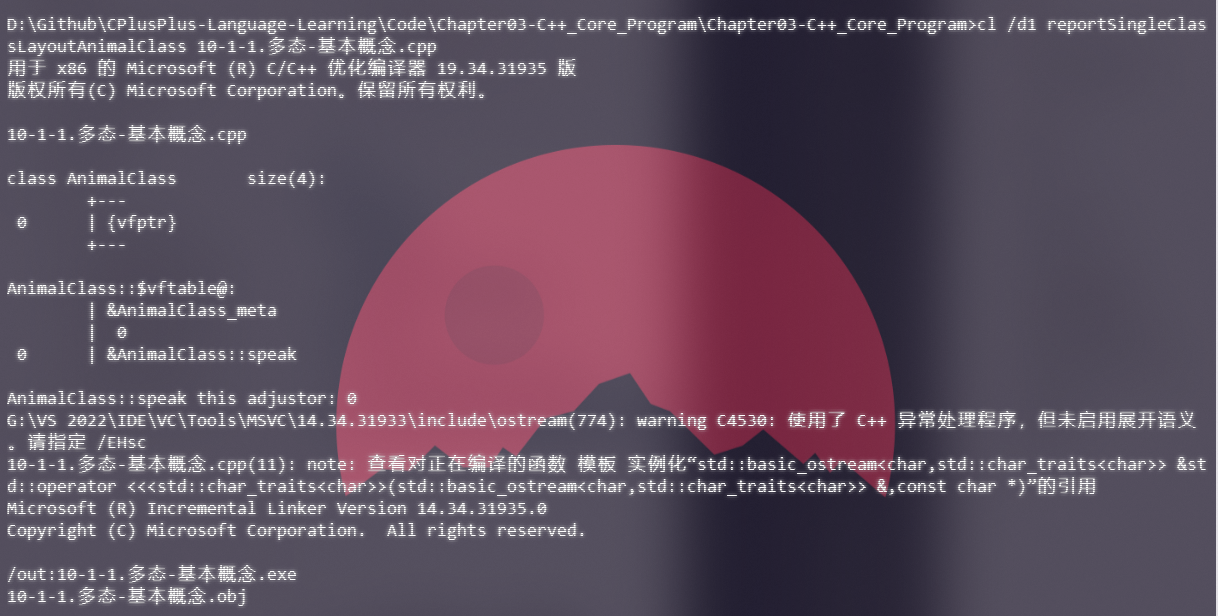 D:\Github\CPlusPlus-Language-Learning\Code\Chapter03-C++_Core_Program\Chapter03-C++_Core_Program>cl /d1 reportSingleClas
sLayoutAnimalClass 10-1-1.多态-基本概念.cpp
用于 x86 的 Microsoft (R) C/C++ 优化编译器 19.34.31935 版
版权所有(C) Microsoft Corporation。保留所有权利。

10-1-1.多态-基本概念.cpp

class AnimalClass       size(4):
        +---
 0      | {vfptr}
        +---

AnimalClass::$vftable@:
        | &AnimalClass_meta
        |  0
 0      | &AnimalClass::speak

AnimalClass::speak this adjustor: 0
G:\VS 2022\IDE\VC\Tools\MSVC\14.34.31933\include\ostream(774): warning C4530: 使用了 C++ 异常处理程序，但未启用展开语义
。请指定 /EHsc
10-1-1.多态-基本概念.cpp(11): note: 查看对正在编译的函数 模板 实例化“std::basic_ostream<char,std::char_traits<char>> &st
d::operator <<<std::char_traits<char>>(std::basic_ostream<char,std::char_traits<char>> &,const char *)”的引用
Microsoft (R) Incremental Linker Version 14.34.31935.0
Copyright (C) Microsoft Corporation.  All rights reserved.

/out:10-1-1.多态-基本概念.exe
10-1-1.多态-基本概念.obj